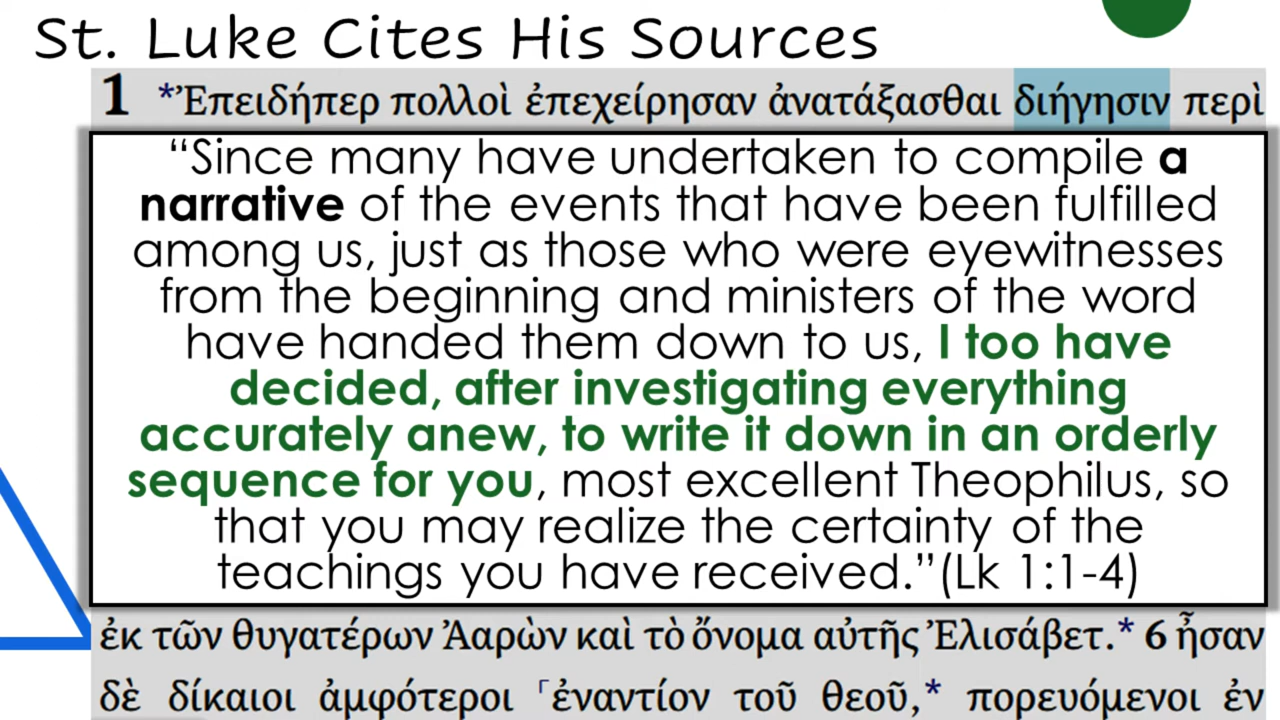 St. Luke Cites His Sources
1 *Ἐπειδήπερ πολλοὶ ἐπεχείρησαν ἀνατάξασθαι διήγησιν περὶ
“Since many have undertaken to compile a
narrative of the events that have been fulfilled
among us, just as those who were eyewitnesses
from the beginning and ministers of the word
have handed them down to us, I too have
decided, after investigating everything
accurately anew, to write it down in an orderly
sequence for you, most excellent Theophilus, so
that you may realize the certainty of the
teachings you have received.”(Lk 1:1-4)
ἐκ τῶν θυγατέρων Ἀαρὼν καὶ τὸ ὄνομα αὐτῆς Ἐλισάβετ.* 6 ἦσαν
δὲ δίκαιοι ἀμφότεροι ⸀ἐναντίον τοῦ θεοῦ,* πορευόμενοι ἐν